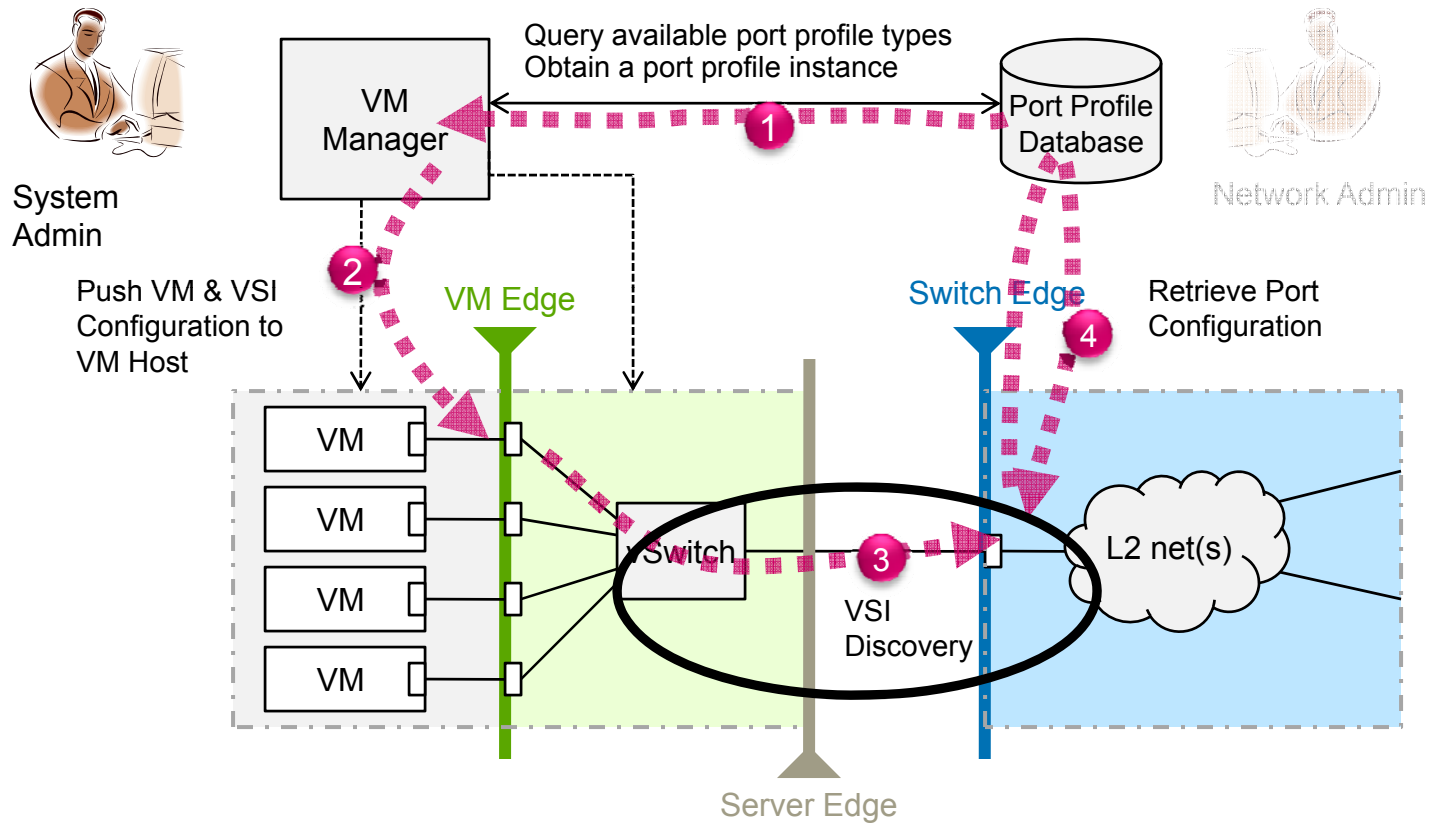 Query available port profile types
Obtain a port profile instance
VM
Manager
Port Profile
Database
1
System
Admin
Network Admin
2
Push VM & VSI
Configuration to
VM Host
VM Edge
Switch Edge
Retrieve Port
Configuration
4
VM
VM
VM
VM
vSwitch
3
L2 net(s)
VSI
Discovery
Server Edge